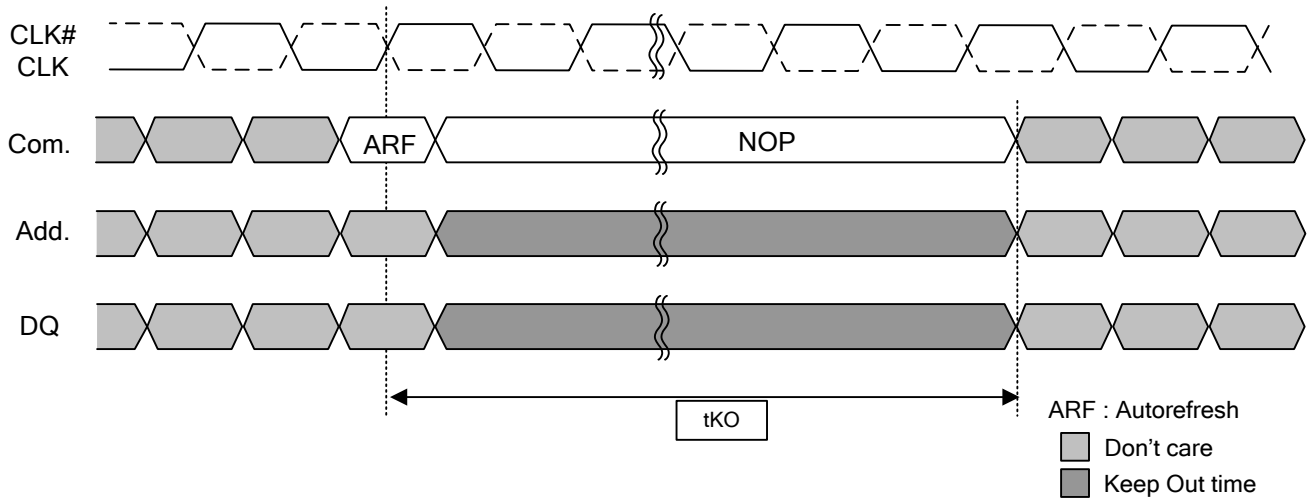 CLK#
CLK
Com.
ARF
NOP
Add.
DQ
tKO
ARF : Autorefresh
Don't care
Keep Out time